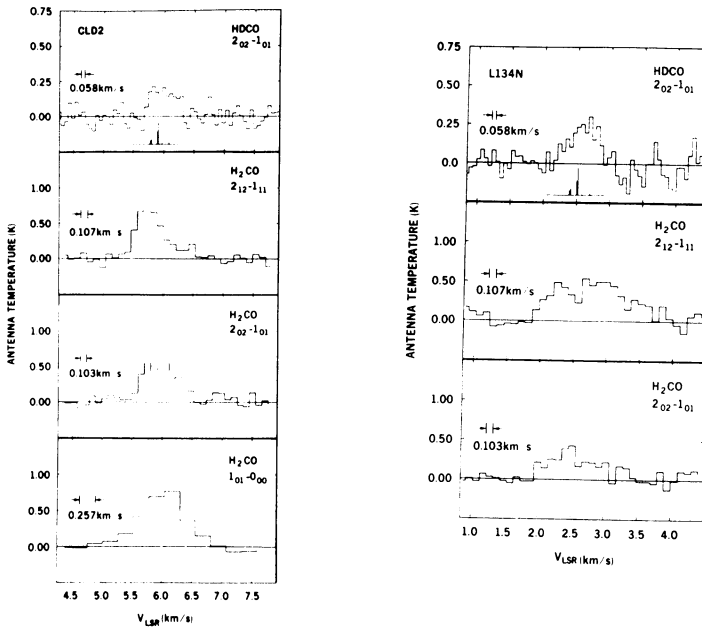 0.75
CLD2
HDCO
2₀₂-1₀₁
0.50
0.25
0.058km/s
0.00
H₂CO
2₁₂-1₁₁
1.00
0.50
0.107km s
0.00
H₂CO
2₀₂-1₀₁
1.00
0.50
0.103km s
0.00
H₂CO
1₀₁-0₀₀
1.00
0.50
0.257km s
0.00
ANTENNA TEMPERATURE (K)
4.5 5.0 5.5 6.0 6.5 7.0 7.5
V_LSR (km/s)
0.75
L134N
HDCO
2₀₂-1₀₁
0.50
0.25
0.058km/s
0.0
H₂CO
2₁₂-1₁₁
1.00
0.50
0.107km/s
0.00
H₂CO
2₀₂-1₀₁
1.00
0.50
0.103km/s
0.00
ANTENNA TEMPERATURE (K)
1.0 1.5 2.0 2.5 3.0 3.5 4.0
V_LSR (km/s)